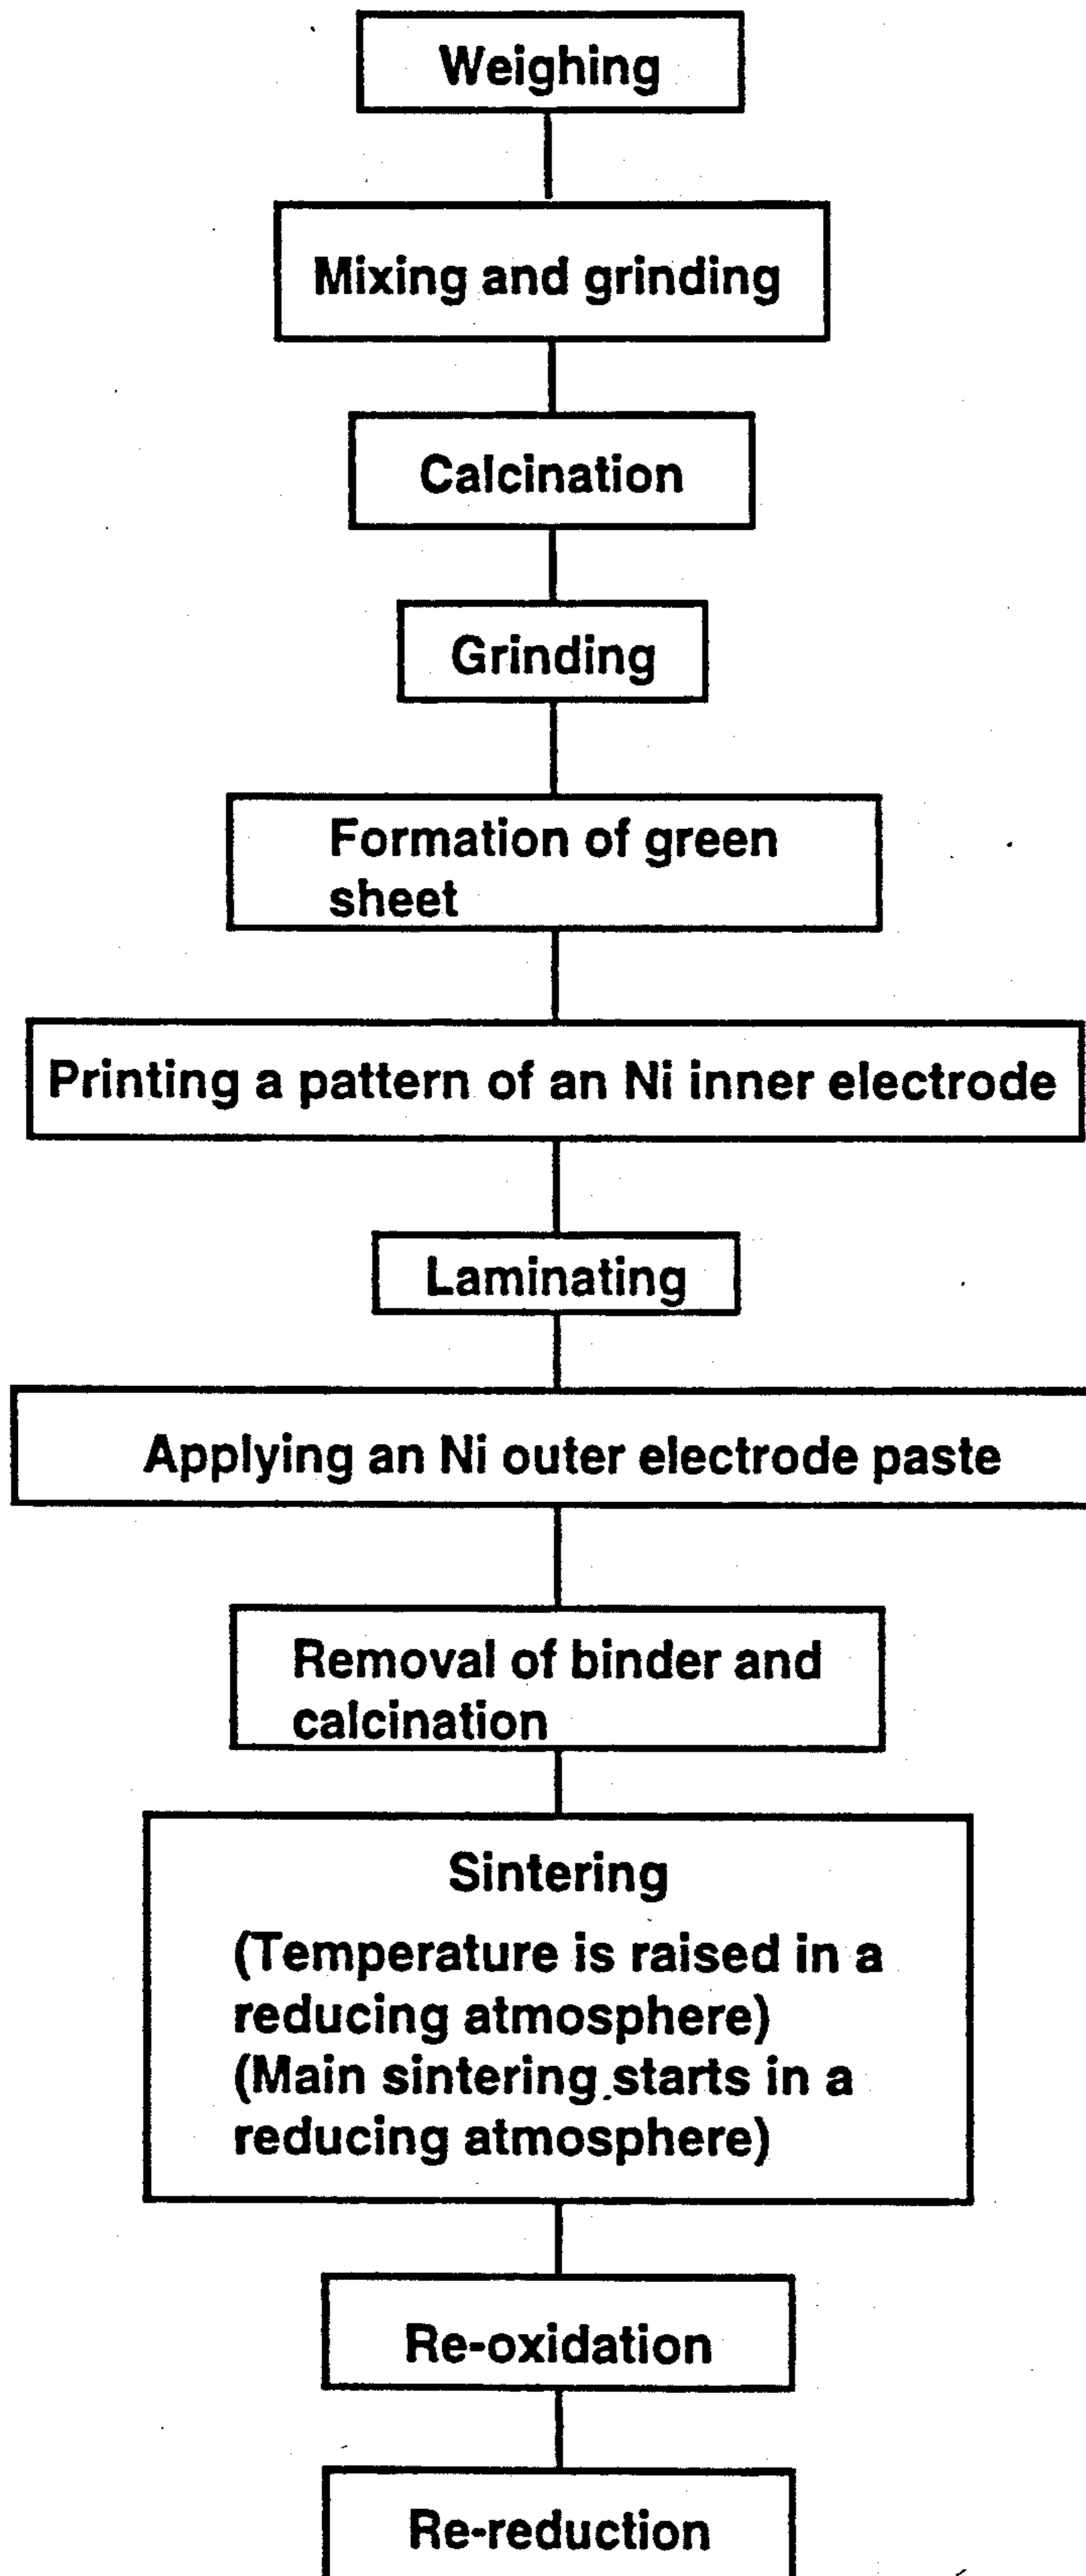 Weighing
Mixing and grinding
Calcination
Grinding
Formation of green
sheet
Printing a pattern of an Ni inner electrode
Laminating
Applying an Ni outer electrode paste
Removal of binder and
calcination
Sintering
(Temperature is raised in a
reducing atmosphere)
(Main sintering starts in a
reducing atmosphere)
Re-oxidation
Re-reduction